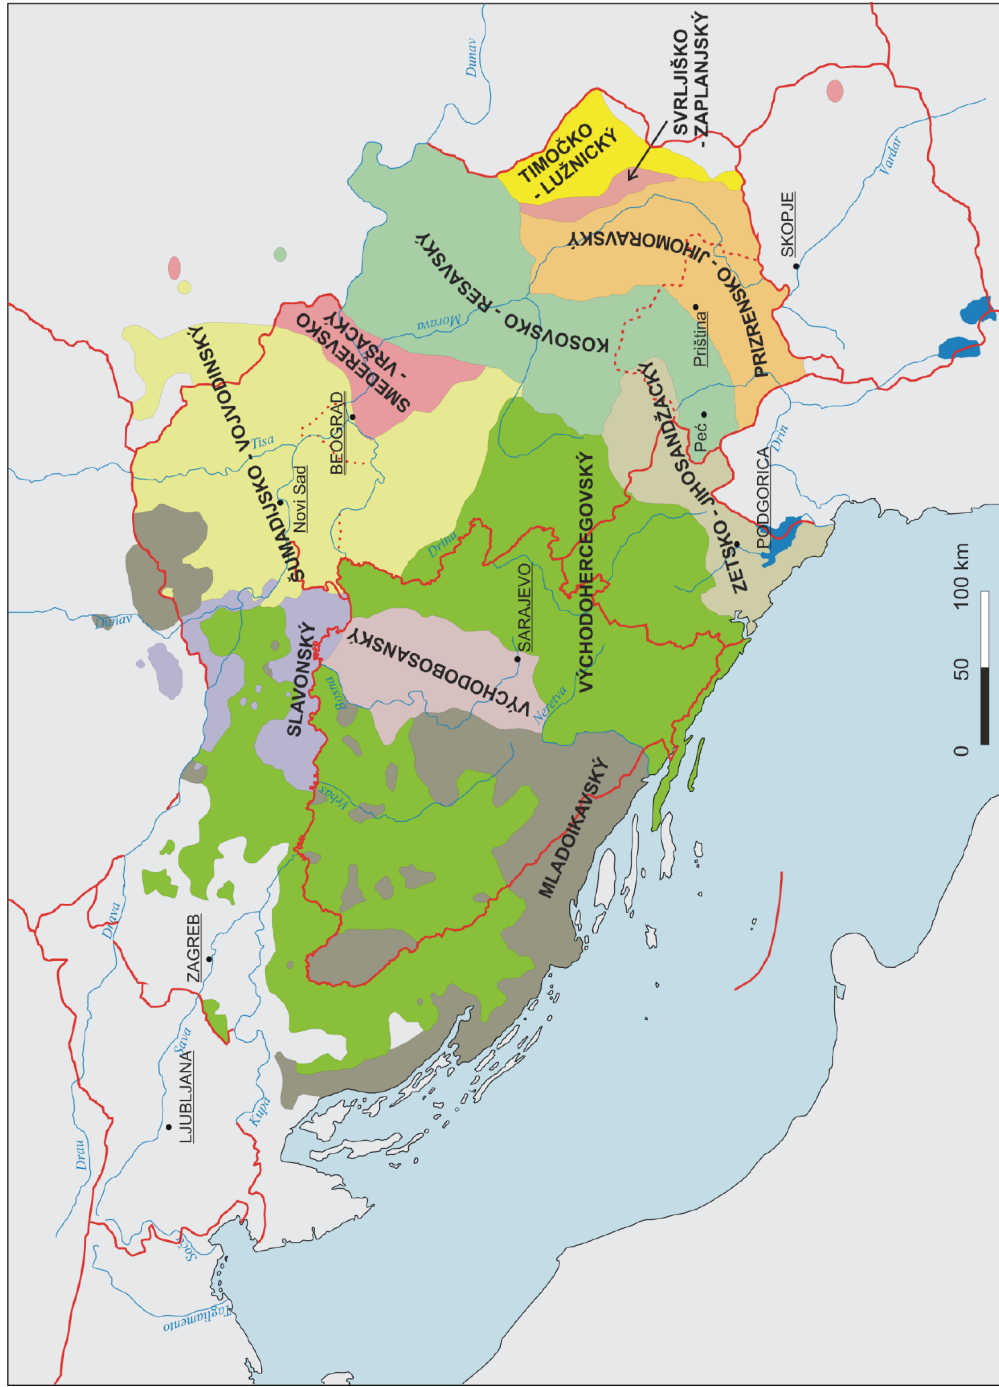 Drau
Drava
LJUBLJANA
Sava
ZAGREB
Kupa
Soča
Tagliamento
Dunav
Tisa
ŠUMADIJSKO - VOJVODINSKÝ
Novi Sad
BEOGRAD
SMEDEREVSKO
- VRŠACKÝ
SLAVONSKÝ
Bosna
Vrbas
VÝCHODOBOSANSKÝ
Drina
SARAJEVO
Neretva
MLADOIKAVSKÝ
VÝCHODOHERCEGOVSKÝ
Dunav
Morava
KOSOVSKO - RESAVSKÝ
TIMOČKO
- LUŽNICKÝ
SVRLJIŠKO
- ZAPLANJSKÝ
PRIZRENSKO - JIHOMORAVSKÝ
Priština
Peć
ZETSKO - JIHOSANDŽACKÝ
PODGORICA
Drin
SKOPJE
Vardar
0 50 100 km